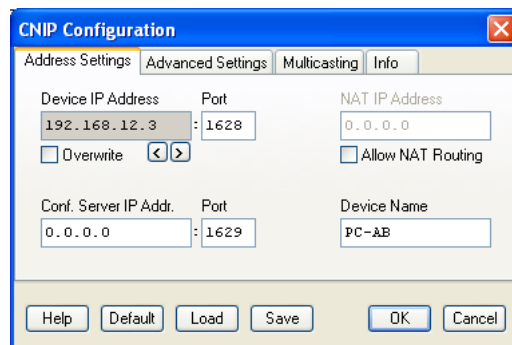 CNIP Configuration
Address Settings Advanced Settings Multicasting Info
Device IP Address Port NAT IP Address
192.168.12.3 : 1628 0.0.0.0
Overwrite < > Allow NAT Routing
Conf. Server IP Addr. Port Device Name
0.0.0.0 : 1629 PC-AB
Help Default Load Save OK Cancel